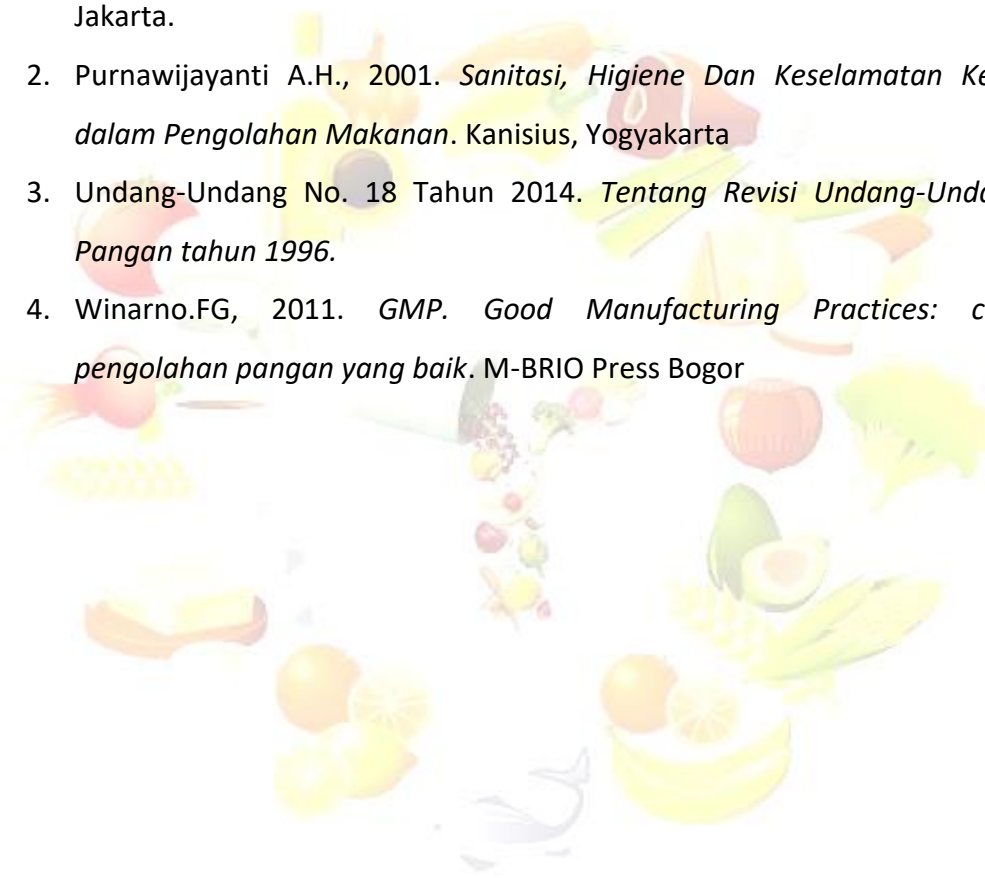 Jakarta.
2. Purnawijayanti A.H., 2001. Sanitasi, Higiene Dan Keselamatan Ke
dalam Pengolahan Makanan. Kanisius, Yogyakarta
3. Undang-Undang No. 18 Tahun 2014. Tentang Revisi Undang-Unda
Pangan tahun 1996.
4. Winarno.FG, 2011. GMP. Good Manufacturing Practices: c
pengolahan pangan yang baik. M-BRIO Press Bogor